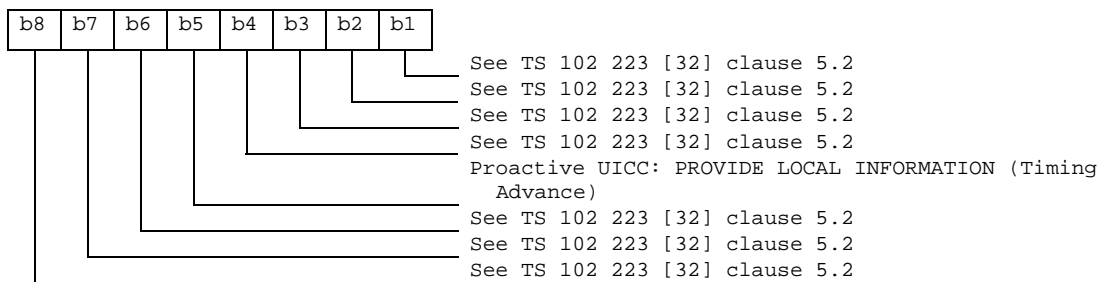 b8 b7 b6 b5 b4 b3 b2 b1
See TS 102 223 [32] clause 5.2
See TS 102 223 [32] clause 5.2
See TS 102 223 [32] clause 5.2
See TS 102 223 [32] clause 5.2
Proactive UICC: PROVIDE LOCAL INFORMATION (Timing
Advance)
See TS 102 223 [32] clause 5.2
See TS 102 223 [32] clause 5.2
See TS 102 223 [32] clause 5.2